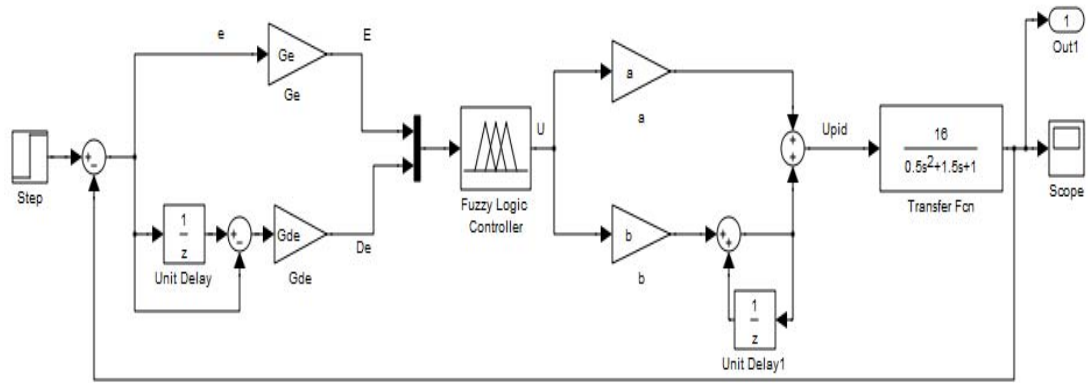 1
Out1
e
E
Ge
Ge
a
a
Step
U
Fuzzy Logic
Controller
Upid
16
0.5s²+1.5s+1
Transfer Fcn
Scope
1
z
Unit Delay
Gde
Gde
De
b
b
1
z
Unit Delay1